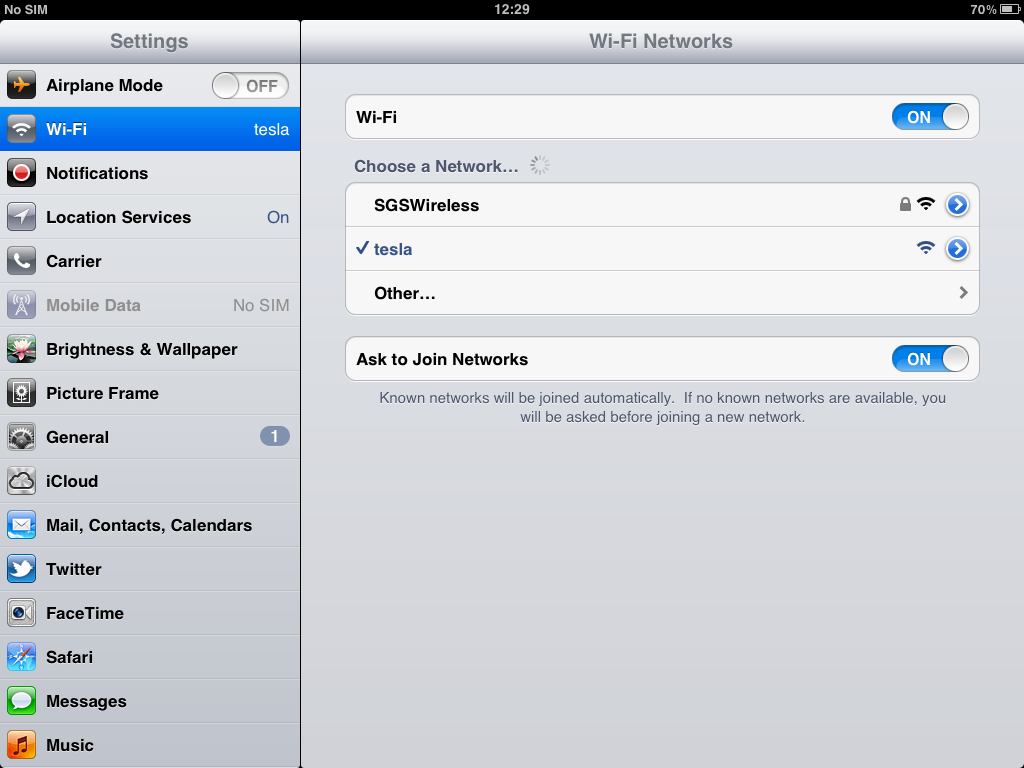 No SIM 12:29 70%
Settings
Wi-Fi Networks
Airplane Mode OFF
Wi-Fi tesla
Notifications
Location Services On
Carrier
Mobile Data No SIM
Brightness & Wallpaper
Picture Frame
General 1
iCloud
Mail, Contacts, Calendars
Twitter
FaceTime
Safari
Messages
Music
Wi-Fi ON
Choose a Network...
SGSWireless
tesla
Other...
Ask to Join Networks ON
Known networks will be joined automatically. If no known networks are available, you
will be asked before joining a new network.